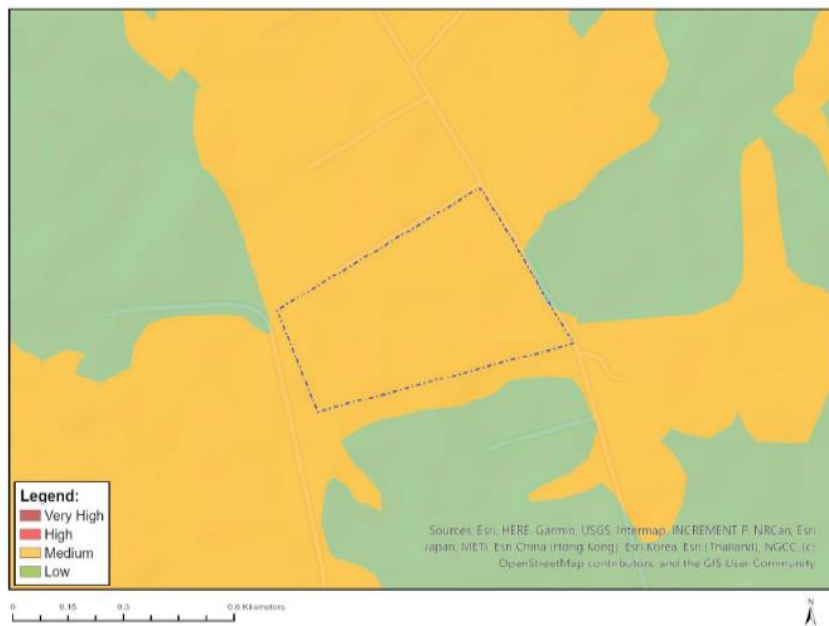 Legend:
Very High
High
Medium
Low
Sources: Esri, HERE, Garmin, USGS, Intermap, INCREMENT P, NRCan, Esri
Japan, METI, Esri China (Hong Kong), Esri Korea, Esri (Thailand), NGCC, (c)
OpenStreetMap contributors, and the GIS User Community
0 0.15 0.3 0.6 Kilometers
N